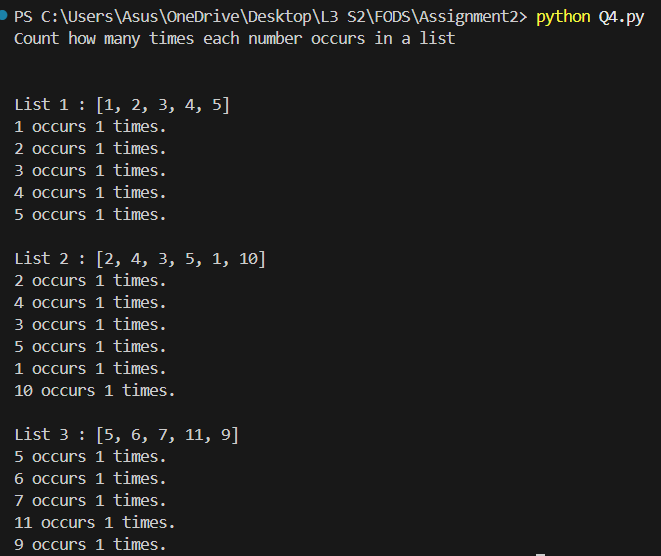 PS C:\Users\Asus\OneDrive\Desktop\L3 S2\FODS\Assignment2> python Q4.py
Count how many times each number occurs in a list
List 1 : [1, 2, 3, 4, 5]
1 occurs 1 times.
2 occurs 1 times.
3 occurs 1 times.
4 occurs 1 times.
5 occurs 1 times.
List 2 : [2, 4, 3, 5, 1, 10]
2 occurs 1 times.
4 occurs 1 times.
3 occurs 1 times.
5 occurs 1 times.
1 occurs 1 times.
10 occurs 1 times.
List 3 : [5, 6, 7, 11, 9]
5 occurs 1 times.
6 occurs 1 times.
7 occurs 1 times.
11 occurs 1 times.
9 occurs 1 times.